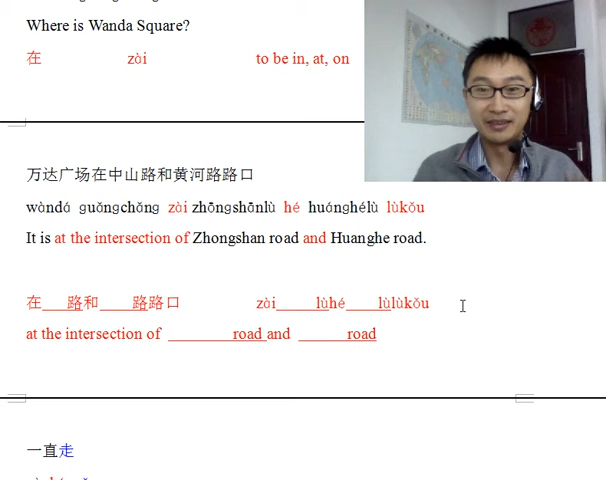 Where is Wanda Square?
在 zài to be in, at, on
万达广场在中山路和黄河路路口
wàndá guǎngchǎng zài zhōngshānlù hé huánghélù lùkǒu
It is at the intersection of Zhongshan road and Huanghe road.
在___路和____路路口 zài_____lùhé____lùlùkǒu
at the intersection of ________road and _____road
一直走